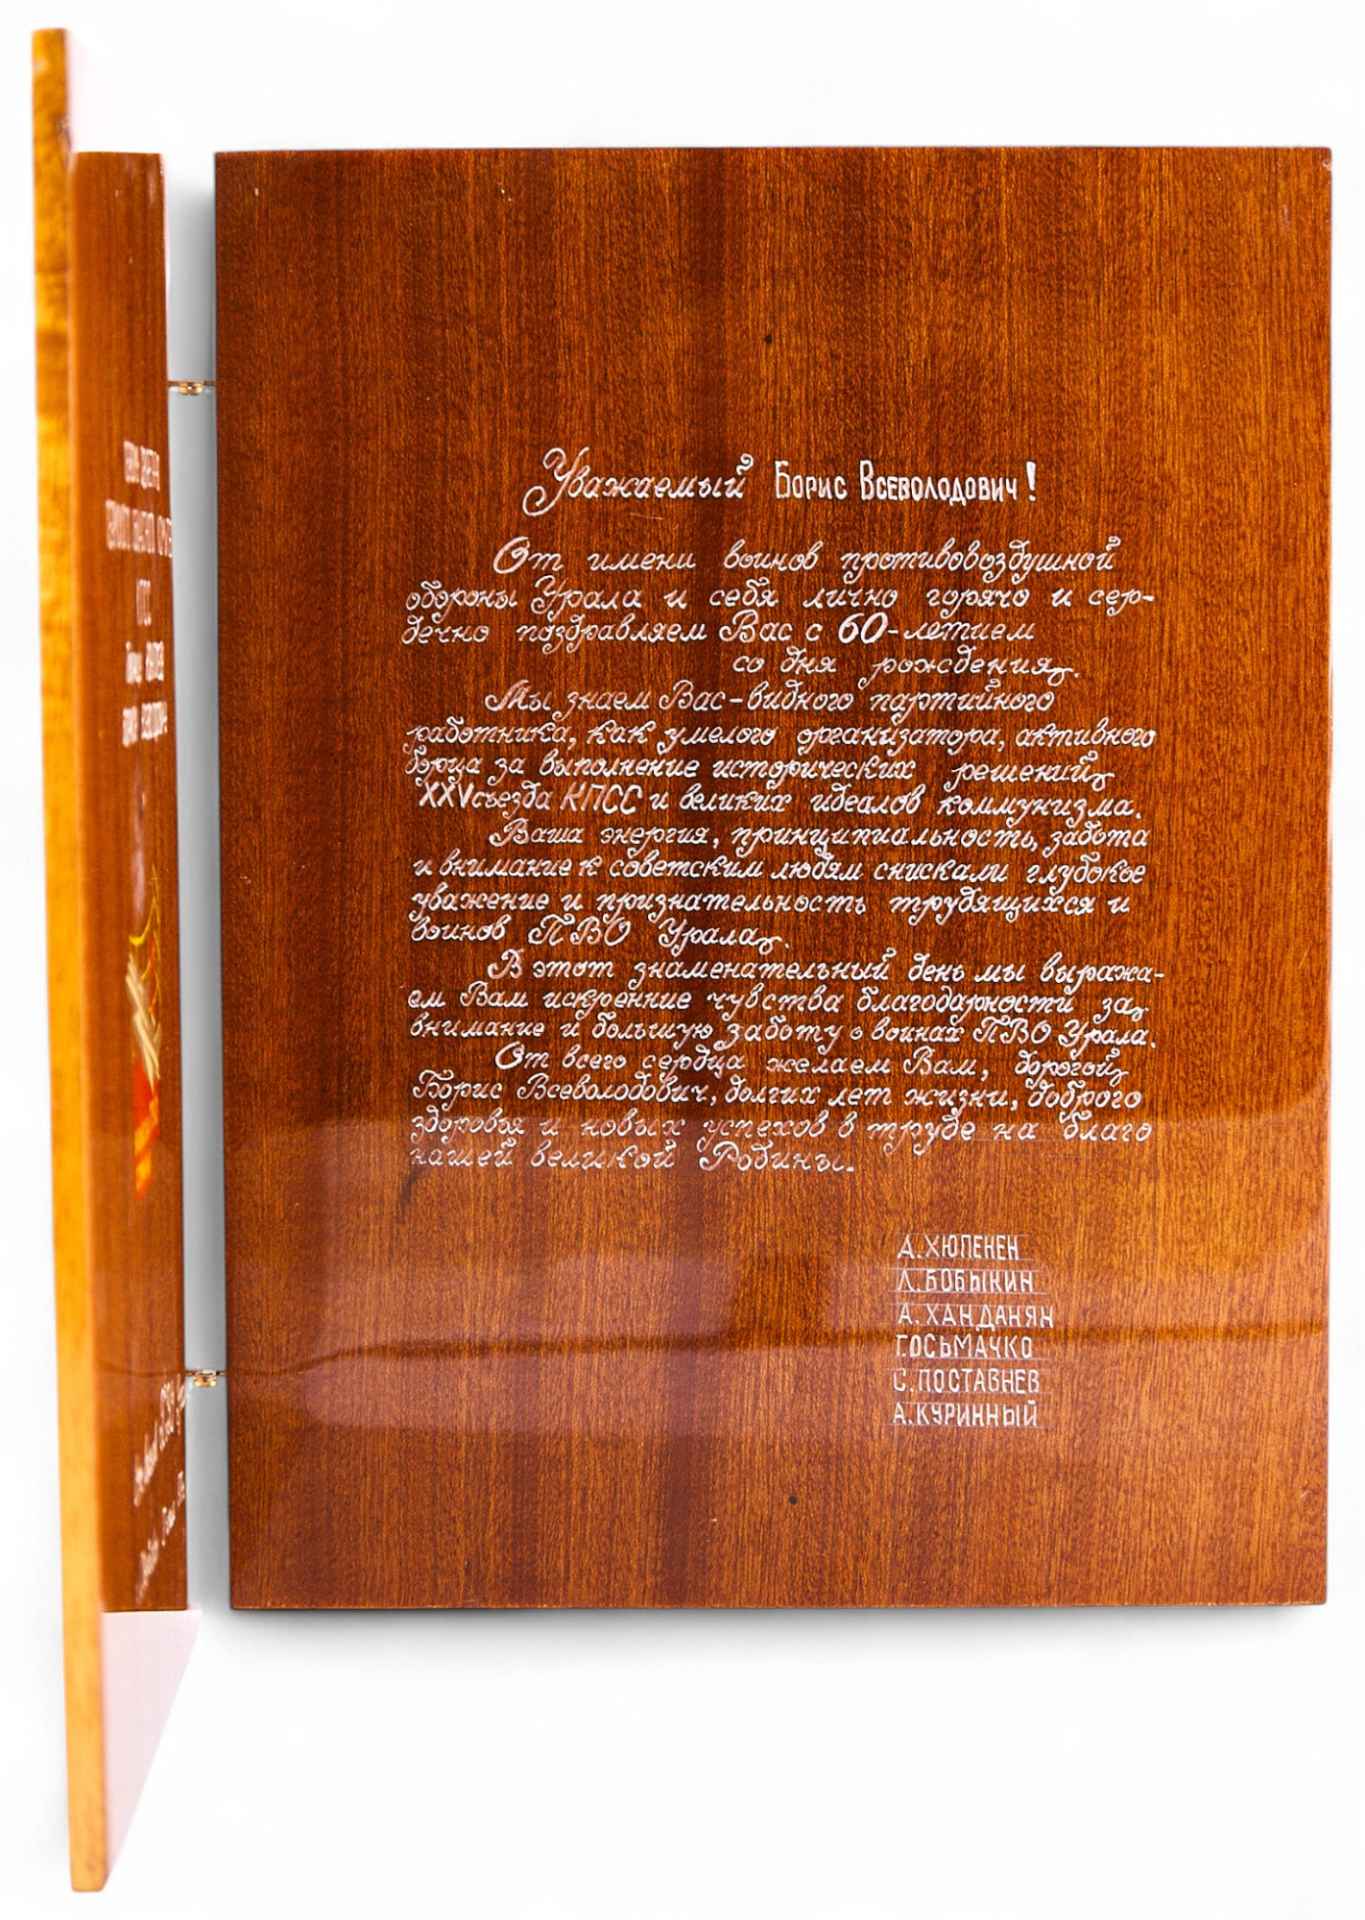 Уважаемый Борис Всеволодович!
От имени воинов противовоздушной
обороны Урала и себя лично горячо и сер-
дечно поздравляем Вас с 60-летием
со дня рождения.
Мы знаем Вас-видного партийного
работника, как умелого организатора, активного
борца за выполнение исторических решений
XXV съезда КПСС и великих идеалов коммунизма.
Ваша энергия, принципиальность, забота
и внимание к советским людям снискали глубокое
уважение и признательность трудящихся и
воинов ПВО Урала.
В этот знаменательный день мы выража-
ем Вам искренние чувства благодарности за
внимание и большую заботу о воинах ПВО Урала.
От всего сердца желаем Вам, дорогой
Борис Всеволодович, долгих лет жизни, доброго
здоровья и новых успехов в труде на благо
нашей великой Родины.
А. ХЮПЕНЕН
Л. БОБЫКИН
А. ХАНДАНЯН
Г. ОСЬМАЧКО
С. ПОСТАВНЕВ
А. КУРИННЫЙ